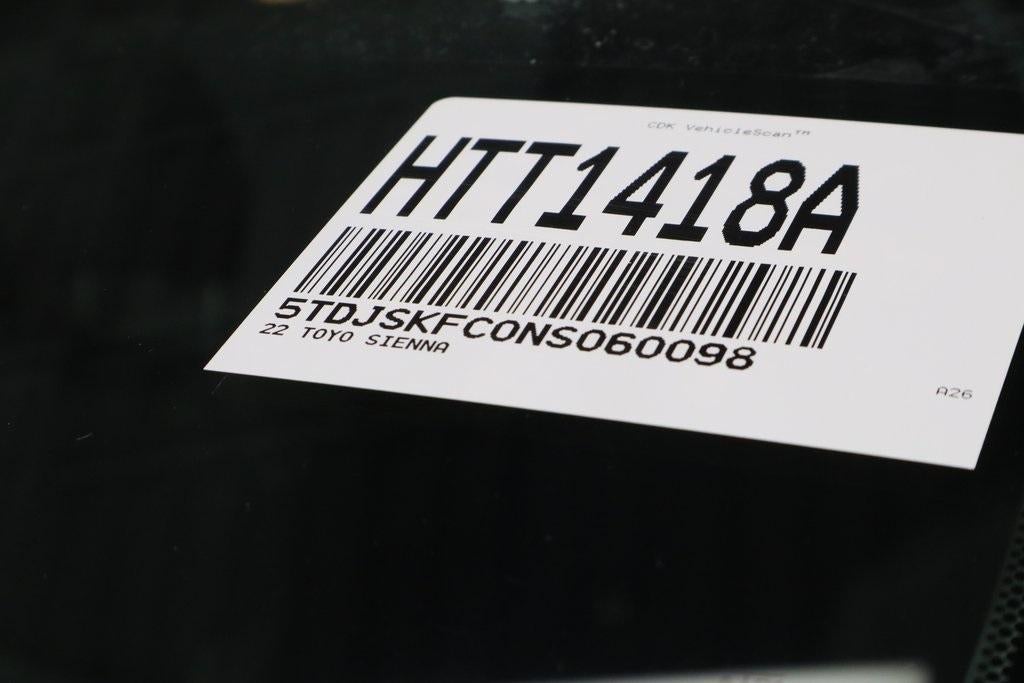 CDK VehicleScan™
HTT1418A
5TDJSKFC0NS060098
22 TOYO SIENNA
A26